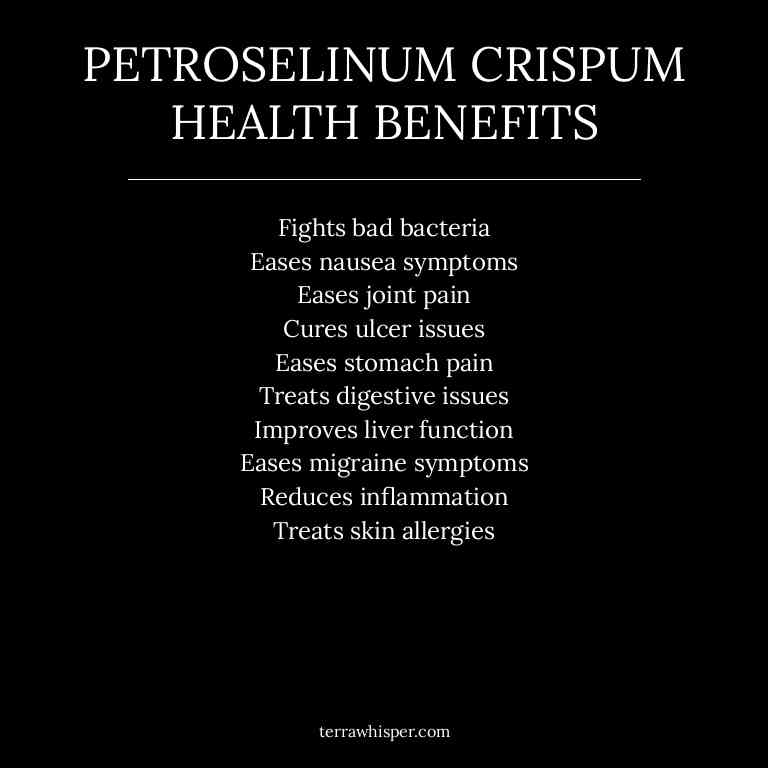 PETROSELINUM CRISPUM
HEALTH BENEFITS
Fights bad bacteria
Eases nausea symptoms
Eases joint pain
Cures ulcer issues
Eases stomach pain
Treats digestive issues
Improves liver function
Eases migraine symptoms
Reduces inflammation
Treats skin allergies
terrawhisper.com